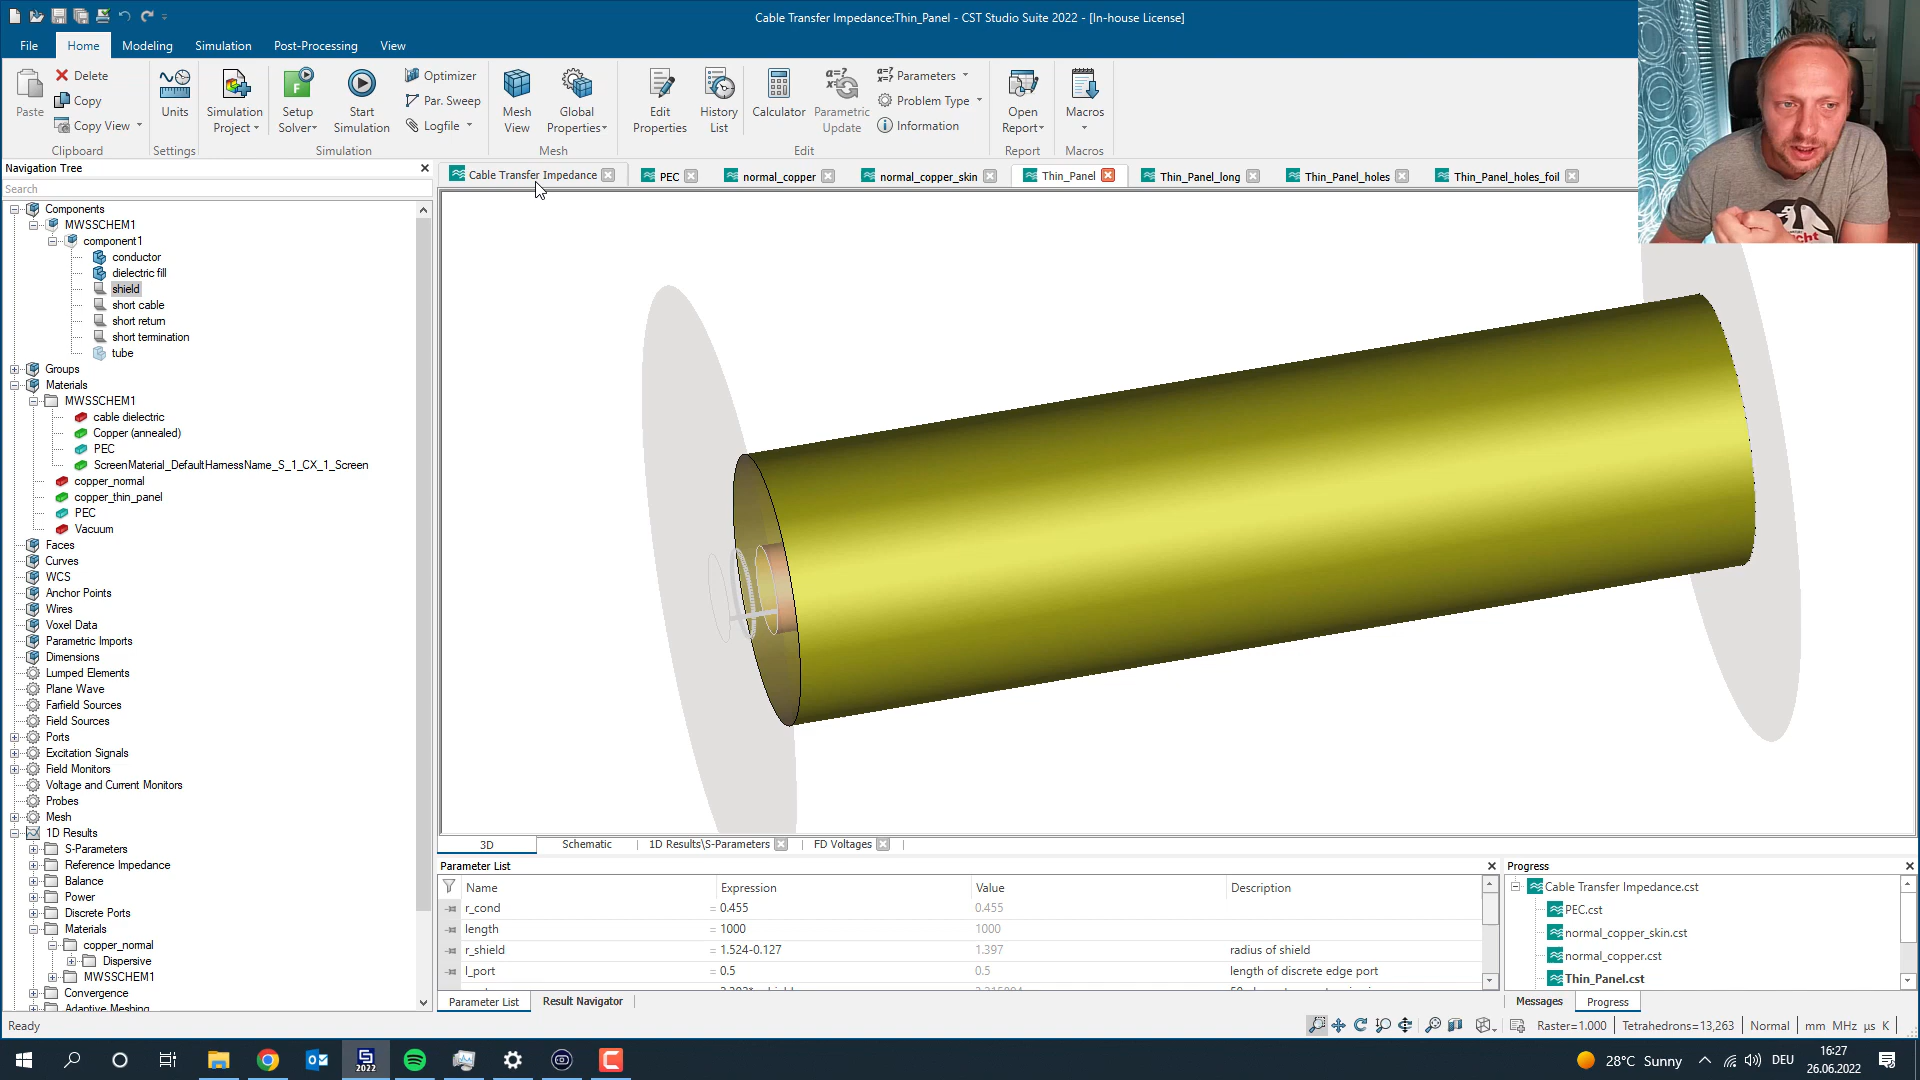 Cable Transfer Impedance:Thin_Panel - CST Studio Suite 2022 - [In-house License]
File Home Modeling Simulation Post-Processing View
Paste
Delete
Copy
Copy View
Clipboard
Units
Settings
Simulation
Project
Setup
Solver
Start
Simulation
Optimizer
Par. Sweep
Logfile
Simulation
Mesh
View
Global
Properties
Mesh
Edit
Properties
History
List
Calculator
Parametric
Update
Parameters
Problem Type
Information
Edit
Open
Report
Report
Macros
Macros
Navigation Tree
Search
Components
MWSSCHEM1
component1
conductor
dielectric fill
shield
short cable
short return
short termination
tube
Groups
Materials
MWSSCHEM1
cable dielectric
Copper (annealed)
PEC
ScreenMaterial_DefaultHarnessName_S_1_CX_1_Screen
copper_normal
copper_thin_panel
PEC
Vacuum
Faces
Curves
WCS
Anchor Points
Wires
Voxel Data
Parametric Imports
Dimensions
Lumped Elements
Plane Wave
Farfield Sources
Field Sources
Ports
Excitation Signals
Field Monitors
Voltage and Current Monitors
Probes
Mesh
1D Results
S-Parameters
Reference Impedance
Balance
Power
Discrete Ports
Materials
copper_normal
Dispersive
MWSSCHEM1
Convergence
Adaptive Meshing
Cable Transfer Impedance PEC normal_copper normal_copper_skin Thin_Panel Thin_Panel_long Thin_Panel_holes Thin_Panel_holes_foil
3D Schematic 1D Results\S-Parameters FD Voltages
Parameter List
Name Expression Value Description
r_cond = 0.455 0.455
length = 1000 1000
r_shield = 1.524-0.127 1.397 radius of shield
l_port = 0.5 0.5 length of discrete edge port
Parameter List Result Navigator
Progress
Cable Transfer Impedance.cst
PEC.cst
normal_copper_skin.cst
normal_copper.cst
Thin_Panel.cst
Messages Progress
Ready
Raster=1.000 Tetrahedrons=13,263 Normal mm MHz µs K
2022
28°C Sunny
DEU
16:27
26.06.2022